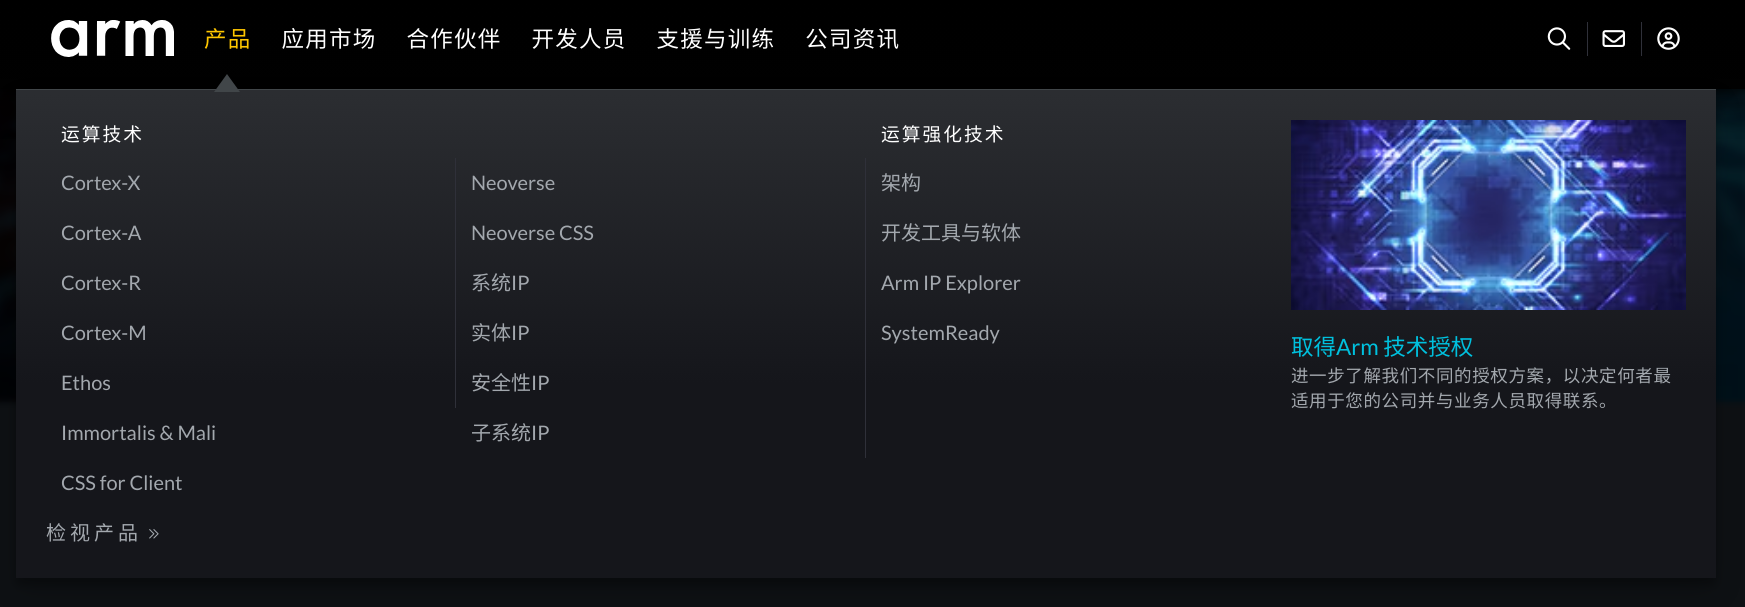 arm
产品 应用市场 合作伙伴 开发人员 支援与训练 公司资讯
运算技术
Cortex-X
Cortex-A
Cortex-R
Cortex-M
Ethos
Immortalis & Mali
CSS for Client
检视产品 »
Neoverse
Neoverse CSS
系统IP
实体IP
安全性IP
子系统IP
运算强化技术
架构
开发工具与软体
Arm IP Explorer
SystemReady
取得Arm 技术授权
进一步了解我们不同的授权方案，以决定何者最
适用于您的公司并与业务人员取得联系。